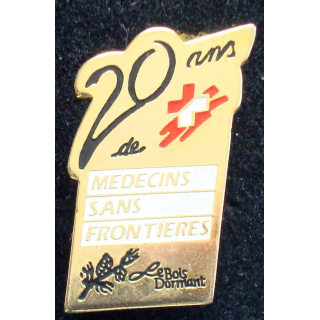 20 ans
de
MEDECINS
SANS
FRONTIERES
Le Bois
Dormant